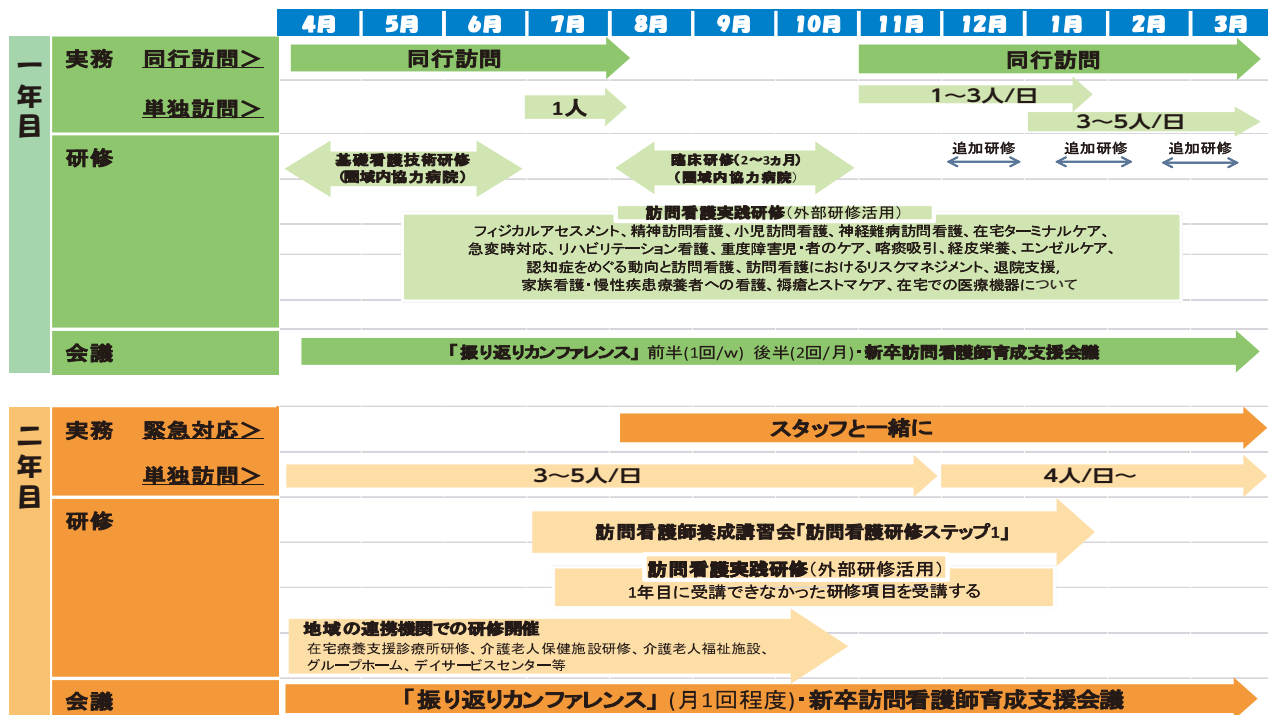 4月 5月 6月 7月 8月 9月 10月 11月 12月 1月 2月 3月
一年目
実務 同行訪問＞
同行訪問
同行訪問
単独訪問＞
1人
1〜3人/日
3〜5人/日
研修
基礎看護技術研修
（圏域内協力病院）
臨床研修（2〜3ヵ月）
（圏域内協力病院）
追加研修
追加研修
追加研修
訪問看護実践研修（外部研修活用）
フィジカルアセスメント、精神訪問看護、小児訪問看護、神経難病訪問看護、在宅ターミナルケア、
急変時対応、リハビリテーション看護、重度障害児・者のケア、喀痰吸引、経皮栄養、エンゼルケア、
認知症をめぐる動向と訪問看護、訪問看護におけるリスクマネジメント、退院支援,
家族看護・慢性疾患療養者への看護、褥瘡とストマケア、在宅での医療機器について
会議
「振り返りカンファレンス」 前半(1回/w) 後半(2回/月)・新卒訪問看護師育成支援会議
二年目
実務 緊急対応＞
スタッフと一緒に
単独訪問＞
3〜5人/日
4人/日〜
研修
訪問看護師養成講習会「訪問看護研修ステップ1」
訪問看護実践研修（外部研修活用）
1年目に受講できなかった研修項目を受講する
地域の連携機関での研修開催
在宅療養支援診療所研修、介護老人保健施設研修、介護老人福祉施設、
グループホーム、デイサービスセンター等
会議
「振り返りカンファレンス」 (月1回程度)・新卒訪問看護師育成支援会議